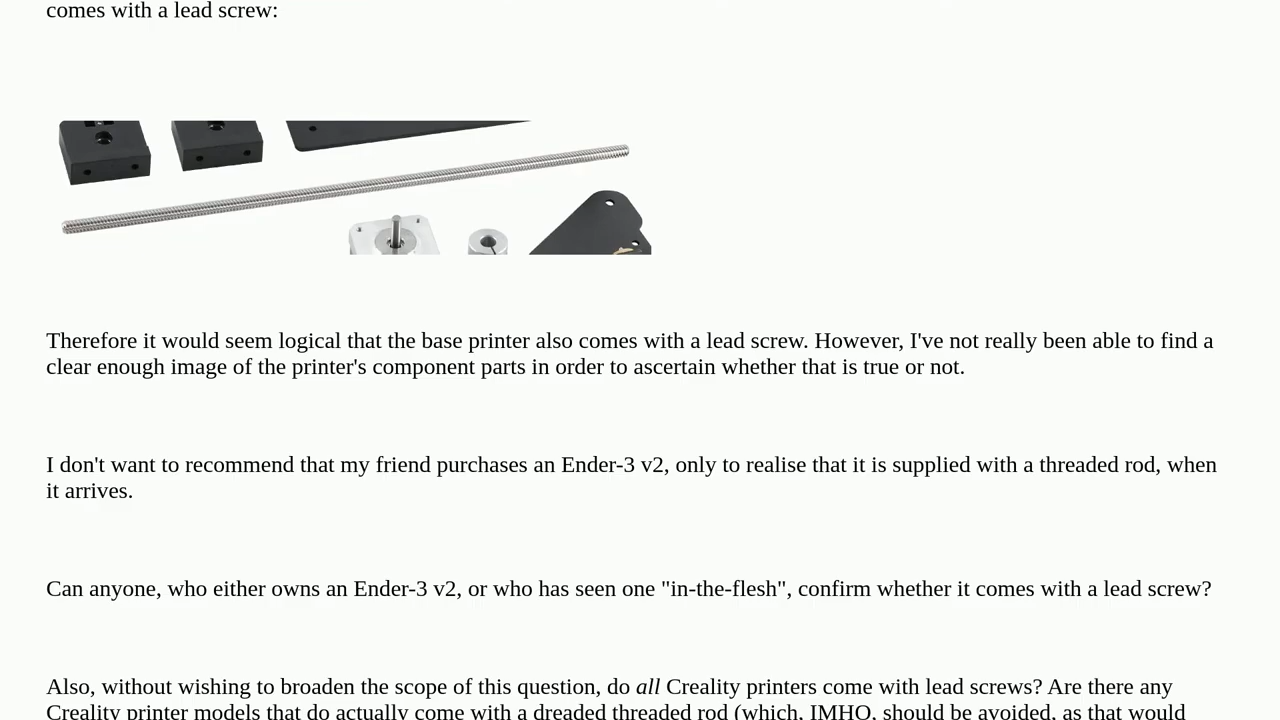 comes with a lead screw:
Therefore it would seem logical that the base printer also comes with a lead screw. However, I've not really been able to find a
clear enough image of the printer's component parts in order to ascertain whether that is true or not.
I don't want to recommend that my friend purchases an Ender-3 v2, only to realise that it is supplied with a threaded rod, when
it arrives.
Can anyone, who either owns an Ender-3 v2, or who has seen one "in-the-flesh", confirm whether it comes with a lead screw?
Also, without wishing to broaden the scope of this question, do all Creality printers come with lead screws? Are there any
Creality printer models that do actually come with a dreaded threaded rod (which, IMHO, should be avoided, as that would